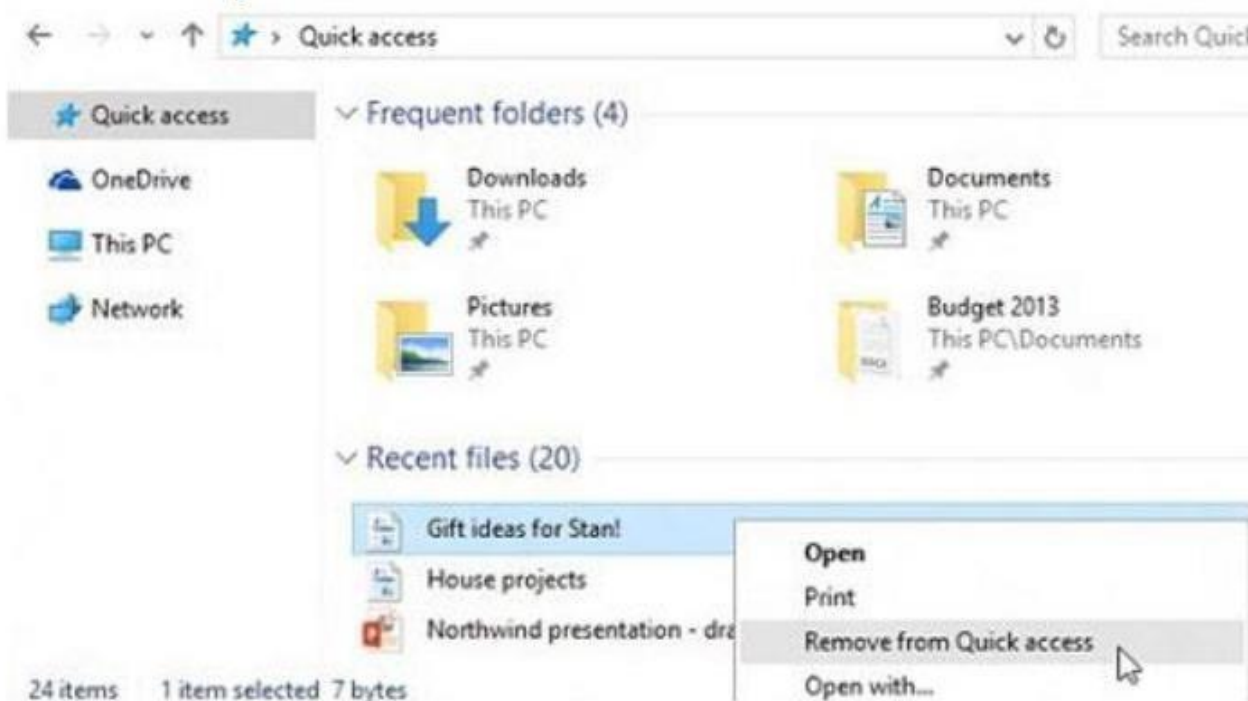 Quick access
Search Quick
Quick access
OneDrive
This PC
Network
Frequent folders (4)
Downloads
This PC
Documents
This PC
Pictures
This PC
Budget 2013
This PC\Documents
Recent files (20)
Gift ideas for Stan!
House projects
Northwind presentation - dra
Open
Print
Remove from Quick access
Open with...
24 items 1 item selected 7 bytes